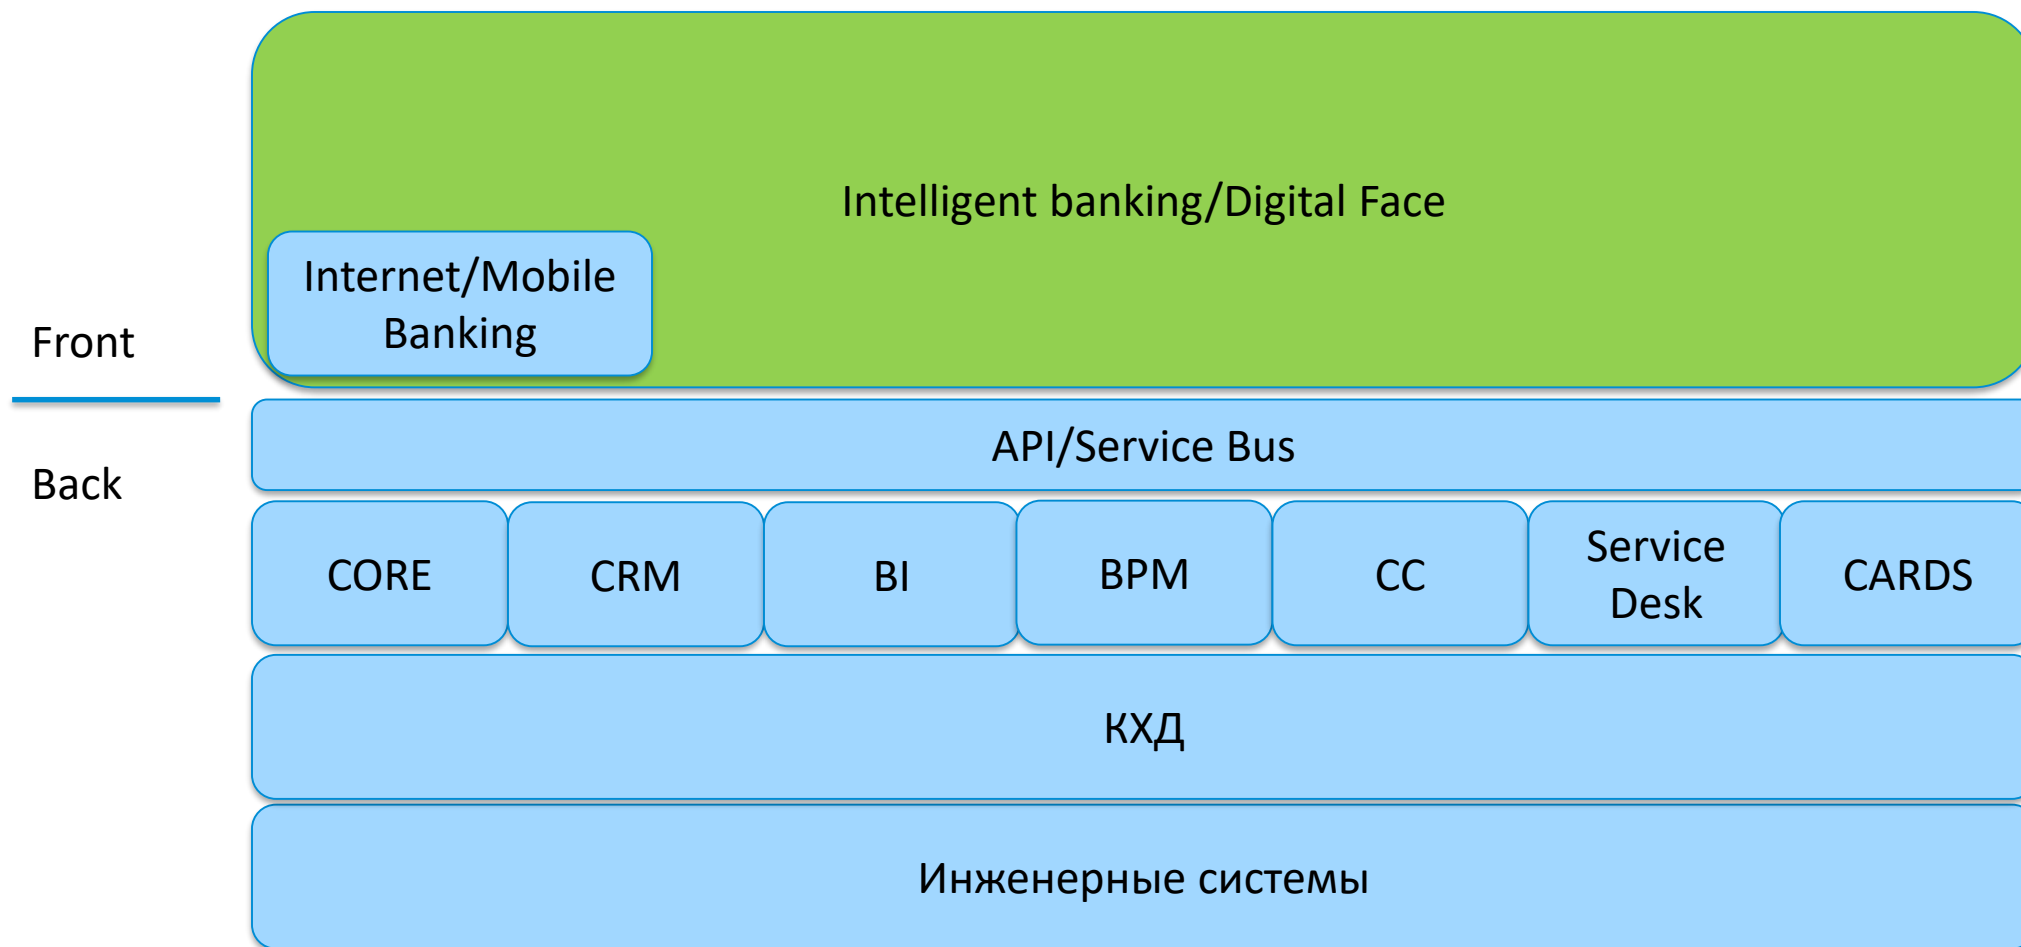 Intelligent banking/Digital Face
Internet/Mobile
Banking
Front
Back
API/Service Bus
CORE
CRM
BI
BPM
CC
Service
Desk
CARDS
КХД
Инженерные системы